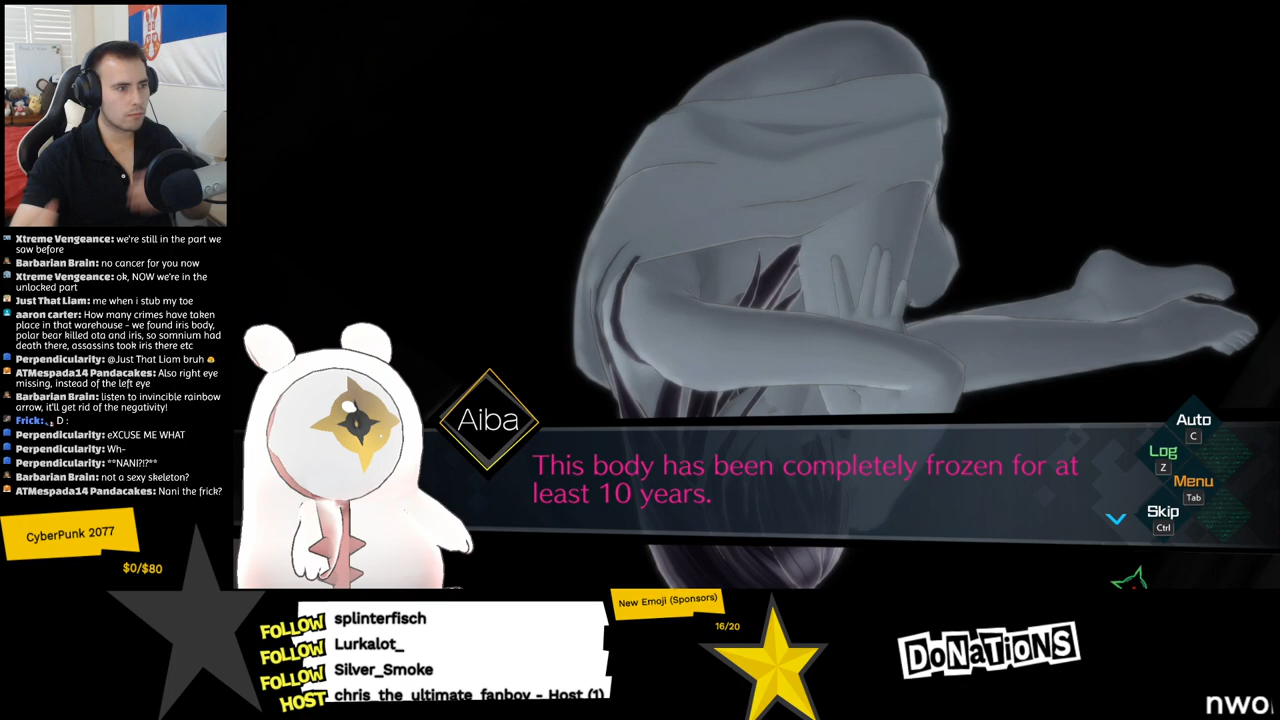 Xtreme Vengeance: we're still in the part we
saw before
Barbarian Brain: no cancer for you now
Xtreme Vengeance: ok, NOW we're in the
unlocked part
Just That Liam: me when i stub my toe
aaron carter: How many crimes have taken
place in that warehouse - we found iris body,
polar bear killed ota and iris, so somnium had
death there, assassins took iris there etc
Perpendicularity: @Just That Liam bruh
ATMespada14 Pandacakes: Also right eye
missing, instead of the left eye
Barbarian Brain: listen to invincible rainbow
arrow, it'll get rid of the negativity!
Frick: D :
Perpendicularity: eXCUSE ME WHAT
Perpendicularity: Wh-
Perpendicularity: **NANI?!?**
Barbarian Brain: not a sexy skeleton?
ATMespada14 Pandacakes: Nani the frick?
Aiba
This body has been completely frozen for at
least 10 years.
Auto
C
Log
Z
Menu
Tab
Skip
Ctrl
CyberPunk 2077
$0/$80
FOLLOW splinterfisch
FOLLOW Lurkalot_
FOLLOW Silver_Smoke
HOST chris_the_ultimate_fanboy - Host (1)
New Emoji (Sponsors)
16/20
DoNaTioNS
nwo